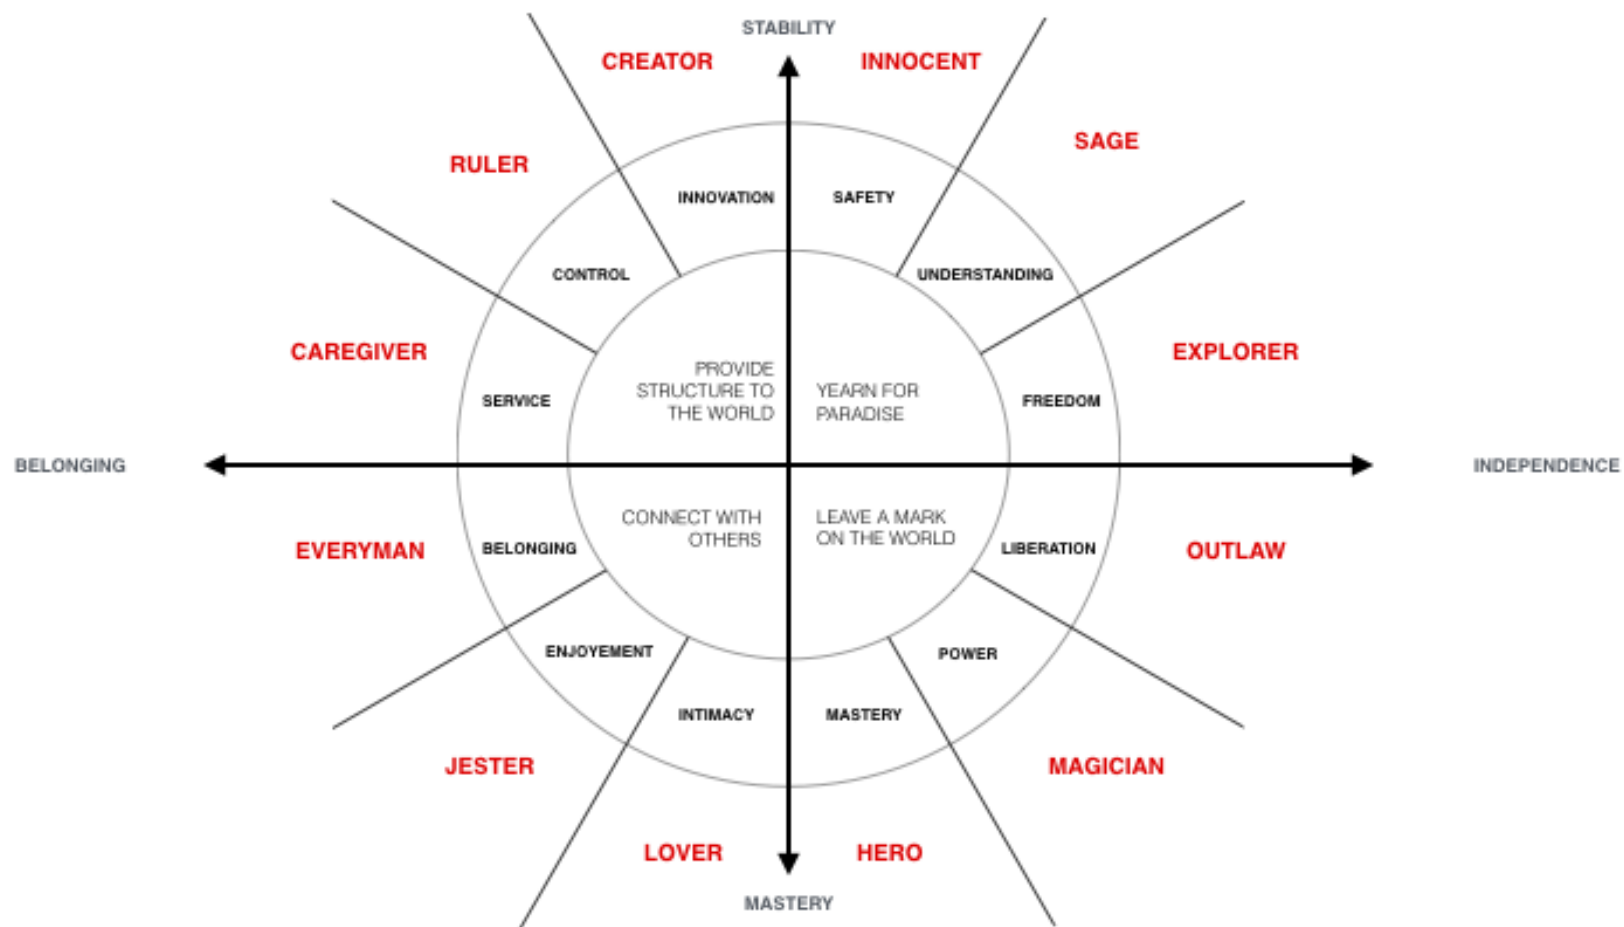 STABILITY
CREATOR
INNOCENT
SAGE
RULER
INNOVATION
SAFETY
CONTROL
UNDERSTANDING
CAREGIVER
EXPLORER
SERVICE
PROVIDE
STRUCTURE TO
THE WORLD
YEARN FOR
PARADISE
FREEDOM
BELONGING
INDEPENDENCE
EVERYMAN
BELONGING
CONNECT WITH
OTHERS
LEAVE A MARK
ON THE WORLD
LIBERATION
OUTLAW
ENJOYEMENT
POWER
INTIMACY
MASTERY
JESTER
MAGICIAN
LOVER
HERO
MASTERY